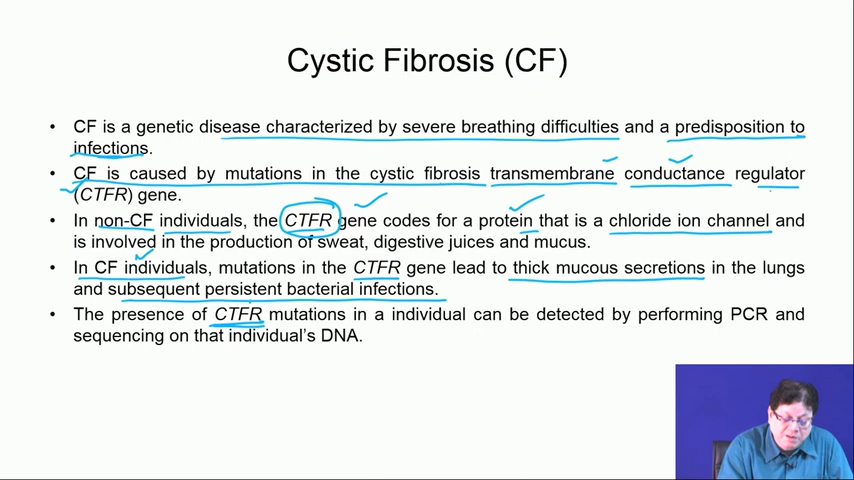 Cystic Fibrosis (CF)
• CF is a genetic disease characterized by severe breathing difficulties and a predisposition to
infections.
• CF is caused by mutations in the cystic fibrosis transmembrane conductance regulator
(CTFR) gene.
• In non-CF individuals, the CTFR gene codes for a protein that is a chloride ion channel and
is involved in the production of sweat, digestive juices and mucus.
• In CF individuals, mutations in the CTFR gene lead to thick mucous secretions in the lungs
and subsequent persistent bacterial infections.
• The presence of CTFR mutations in a individual can be detected by performing PCR and
sequencing on that individual's DNA.